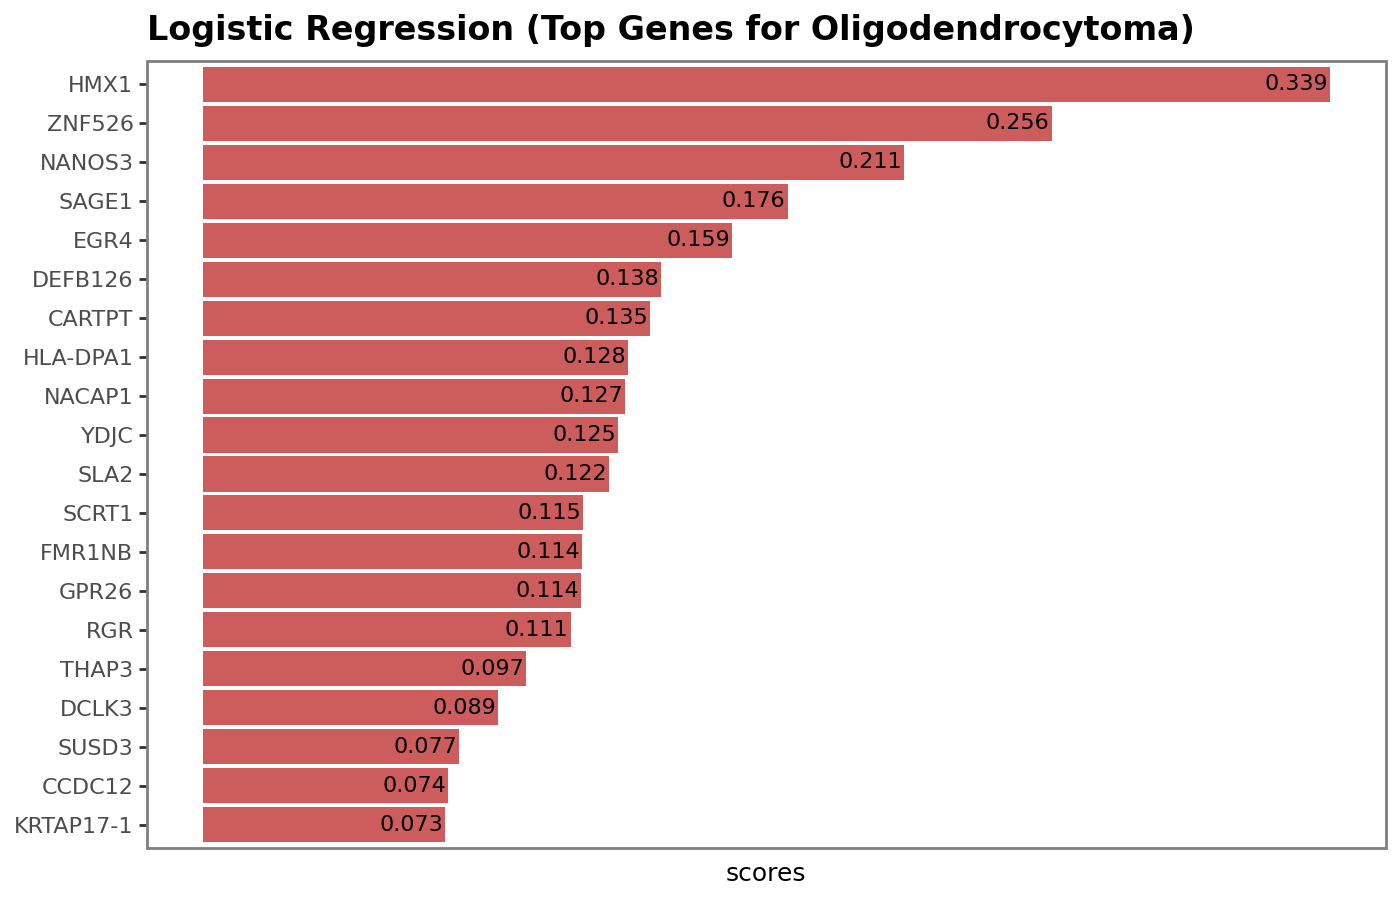 Logistic Regression (Top Genes for Oligodendrocytoma)
HMX1 0.339
ZNF526 0.256
NANOS3 0.211
SAGE1 0.176
EGR4 0.159
DEFB126 0.138
CARTPT 0.135
HLA-DPA1 0.128
NACAP1 0.127
YDJC 0.125
SLA2 0.122
SCRT1 0.115
FMR1NB 0.114
GPR26 0.114
RGR 0.111
THAP3 0.097
DCLK3 0.089
SUSD3 0.077
CCDC12 0.074
KRTAP17-1 0.073
scores